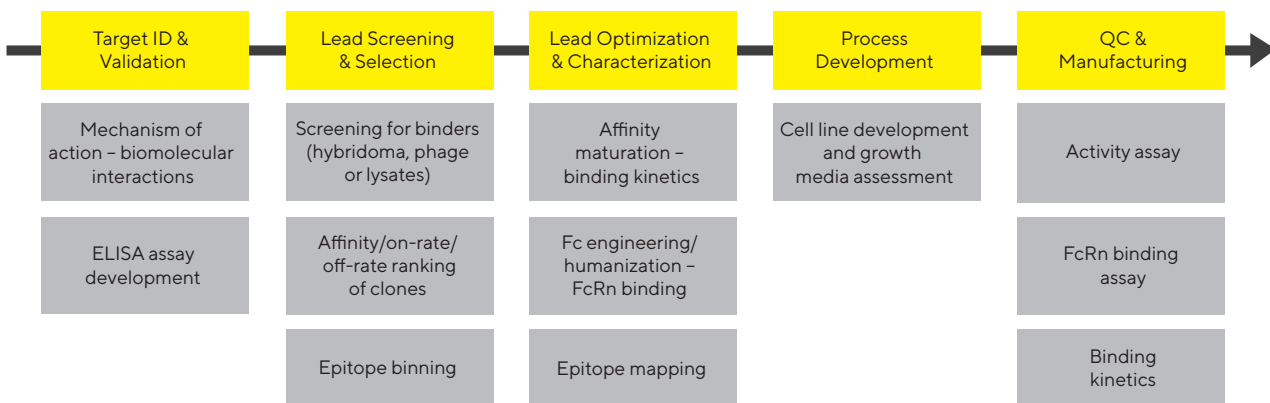 Target ID &
Validation
Lead Screening
& Selection
Lead Optimization
& Characterization
Process
Development
QC &
Manufacturing
Mechanism of
action – biomolecular
interactions
Screening for binders
(hybridoma, phage
or lysates)
Affinity
maturation –
binding kinetics
Cell line development
and growth
media assessment
Activity assay
ELISA assay
development
Affinity/on-rate/
off-rate ranking
of clones
Fc engineering/
humanization –
FcRn binding
FcRn binding
assay
Epitope binning
Epitope mapping
Binding
kinetics